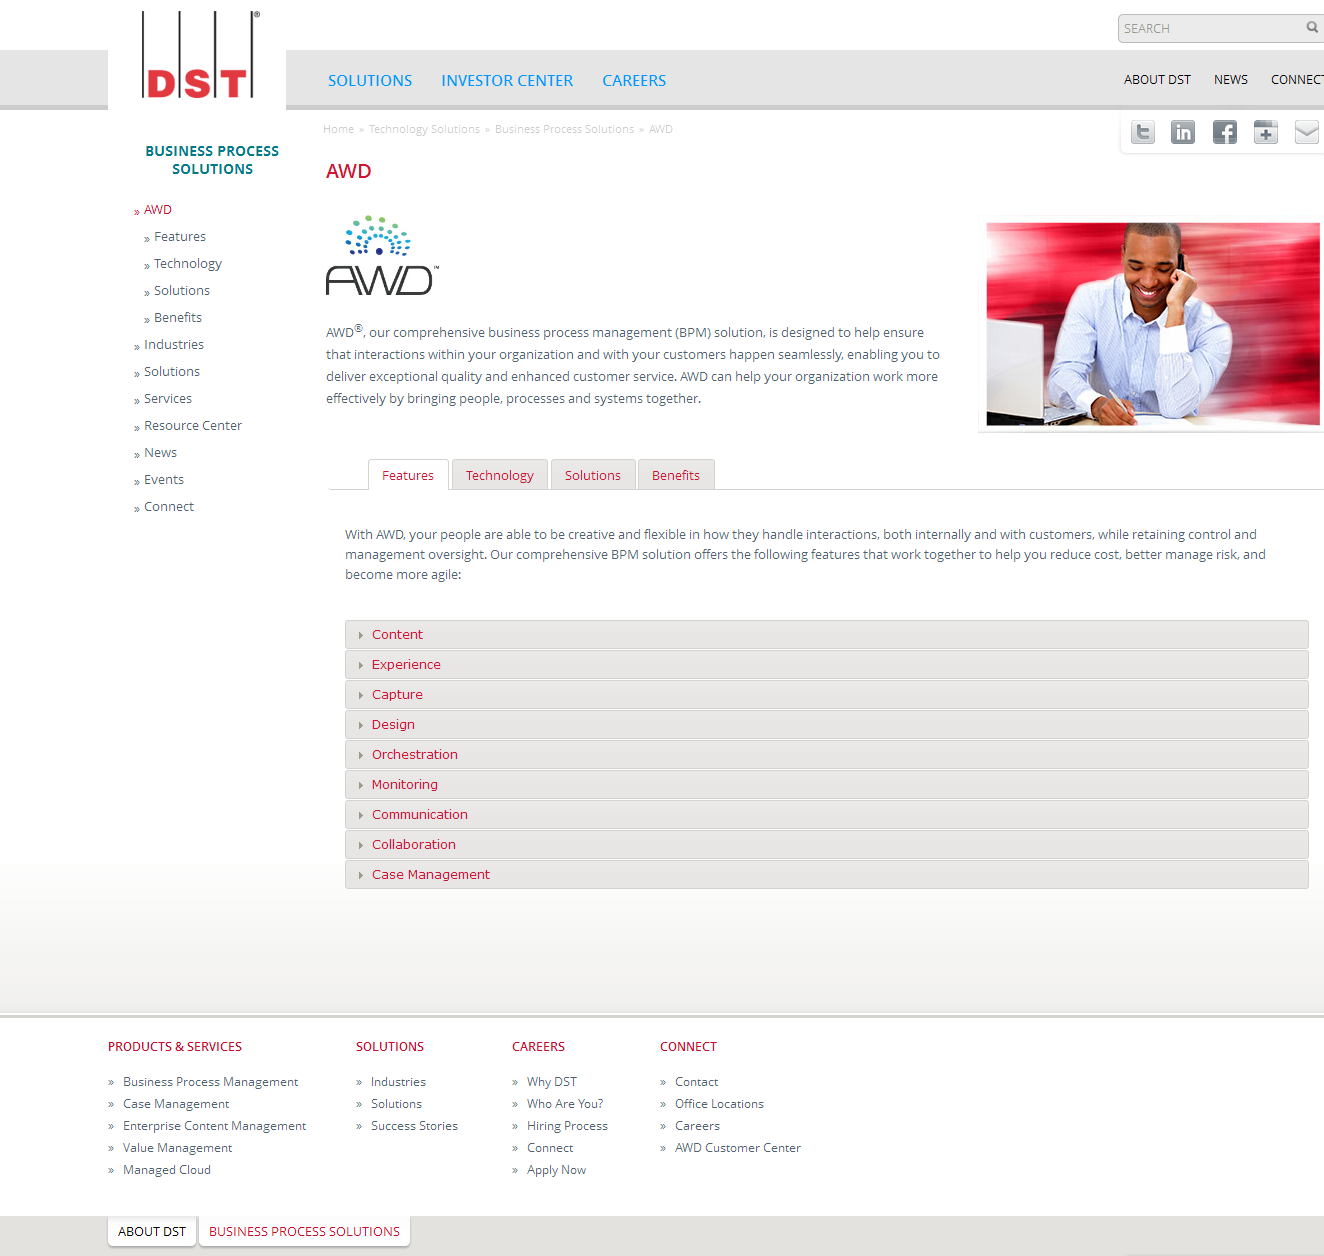 DST®
SEARCH
SOLUTIONS INVESTOR CENTER CAREERS
ABOUT DST NEWS CONNECT
Home » Technology Solutions » Business Process Solutions » AWD
BUSINESS PROCESS
SOLUTIONS
» AWD
» Features
» Technology
» Solutions
» Benefits
» Industries
» Solutions
» Services
» Resource Center
» News
» Events
» Connect
AWD
AWD™
AWD®, our comprehensive business process management (BPM) solution, is designed to help ensure
that interactions within your organization and with your customers happen seamlessly, enabling you to
deliver exceptional quality and enhanced customer service. AWD can help your organization work more
effectively by bringing people, processes and systems together.
Features Technology Solutions Benefits
With AWD, your people are able to be creative and flexible in how they handle interactions, both internally and with customers, while retaining control and
management oversight. Our comprehensive BPM solution offers the following features that work together to help you reduce cost, better manage risk, and
become more agile:
Content
Experience
Capture
Design
Orchestration
Monitoring
Communication
Collaboration
Case Management
PRODUCTS & SERVICES
» Business Process Management
» Case Management
» Enterprise Content Management
» Value Management
» Managed Cloud
SOLUTIONS
» Industries
» Solutions
» Success Stories
CAREERS
» Why DST
» Who Are You?
» Hiring Process
» Connect
» Apply Now
CONNECT
» Contact
» Office Locations
» Careers
» AWD Customer Center
ABOUT DST BUSINESS PROCESS SOLUTIONS